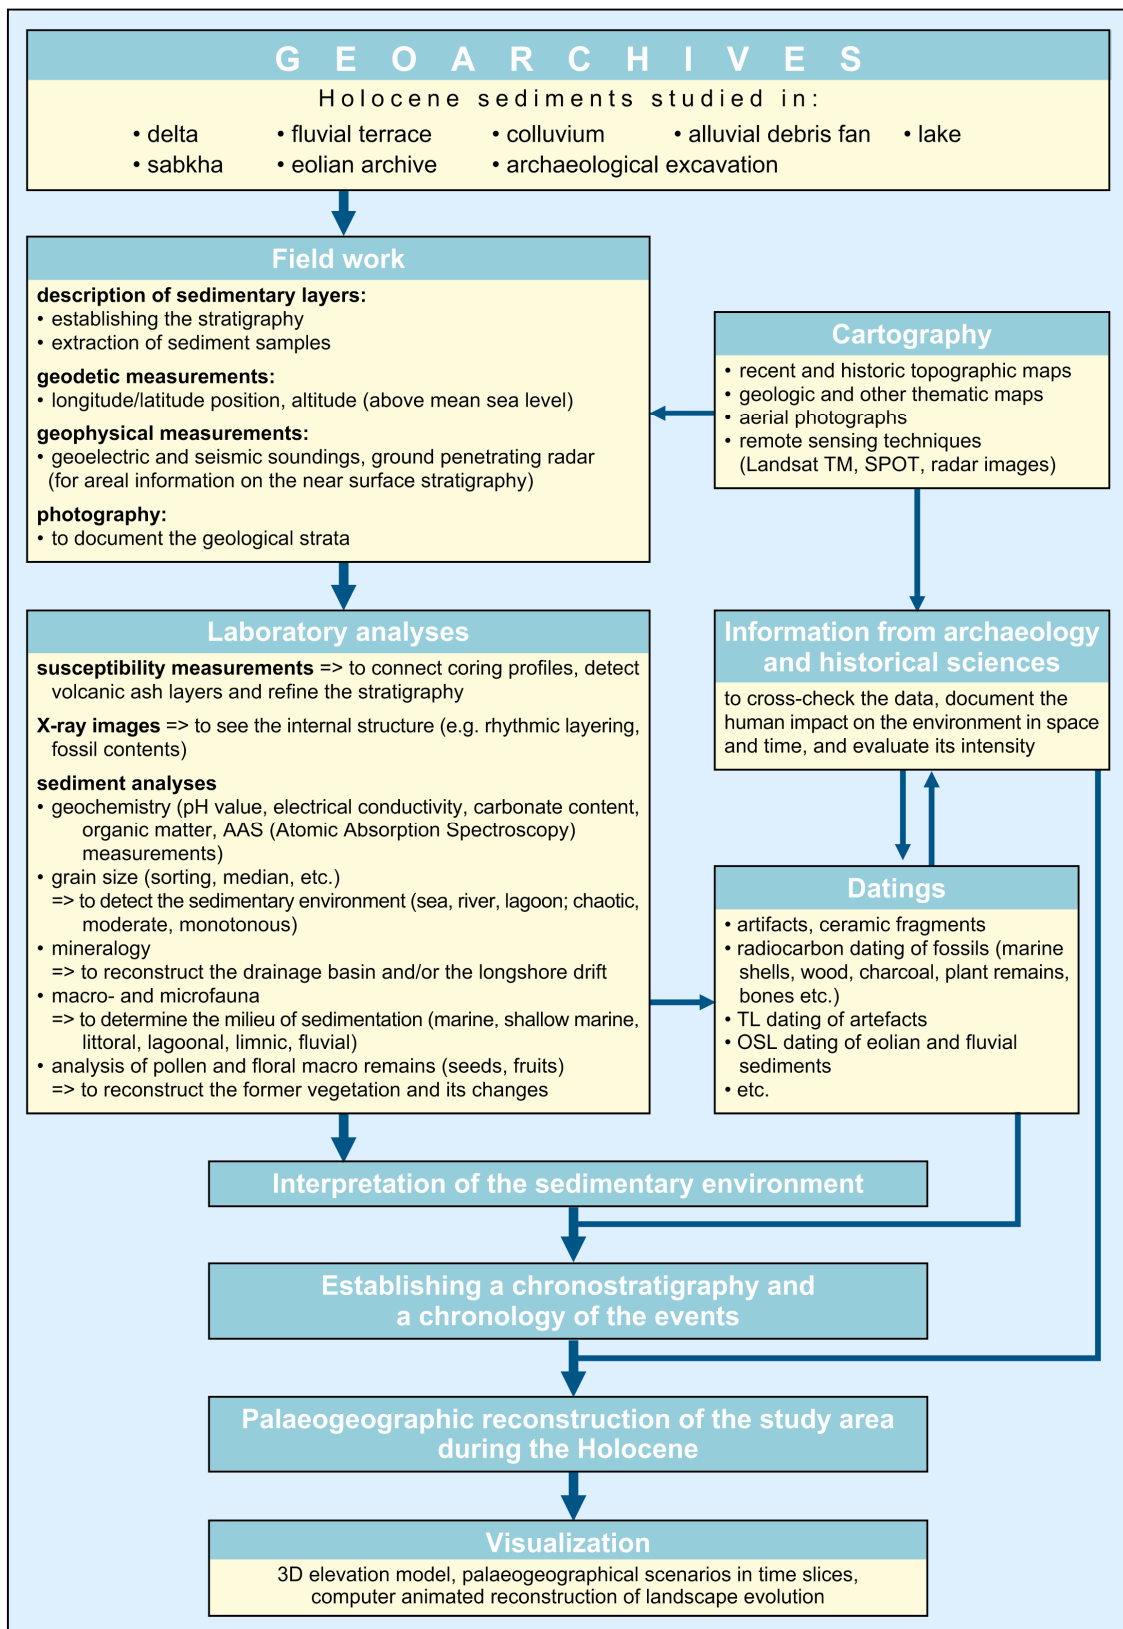 GEOARCHIVES
Holocene sediments studied in:
• delta • fluvial terrace • colluvium • alluvial debris fan • lake
• sabkha • eolian archive • archaeological excavation
Field work
description of sedimentary layers:
• establishing the stratigraphy
• extraction of sediment samples
geodetic measurements:
• longitude/latitude position, altitude (above mean sea level)
geophysical measurements:
• geoelectric and seismic soundings, ground penetrating radar
(for areal information on the near surface stratigraphy)
photography:
• to document the geological strata
Cartography
• recent and historic topographic maps
• geologic and other thematic maps
• aerial photographs
• remote sensing techniques
(Landsat TM, SPOT, radar images)
Laboratory analyses
susceptibility measurements => to connect coring profiles, detect
volcanic ash layers and refine the stratigraphy
X-ray images => to see the internal structure (e.g. rhythmic layering,
fossil contents)
sediment analyses
• geochemistry (pH value, electrical conductivity, carbonate content,
organic matter, AAS (Atomic Absorption Spectroscopy)
measurements)
• grain size (sorting, median, etc.)
=> to detect the sedimentary environment (sea, river, lagoon; chaotic,
moderate, monotonous)
• mineralogy
=> to reconstruct the drainage basin and/or the longshore drift
• macro- and microfauna
=> to determine the milieu of sedimentation (marine, shallow marine,
littoral, lagoonal, limnic, fluvial)
• analysis of pollen and floral macro remains (seeds, fruits)
=> to reconstruct the former vegetation and its changes
Information from archaeology
and historical sciences
to cross-check the data, document the
human impact on the environment in space
and time, and evaluate its intensity
Datings
• artifacts, ceramic fragments
• radiocarbon dating of fossils (marine
shells, wood, charcoal, plant remains,
bones etc.)
• TL dating of artefacts
• OSL dating of eolian and fluvial
sediments
• etc.
Interpretation of the sedimentary environment
Establishing a chronostratigraphy and
a chronology of the events
Palaeogeographic reconstruction of the study area
during the Holocene
Visualization
3D elevation model, palaeogeographical scenarios in time slices,
computer animated reconstruction of landscape evolution